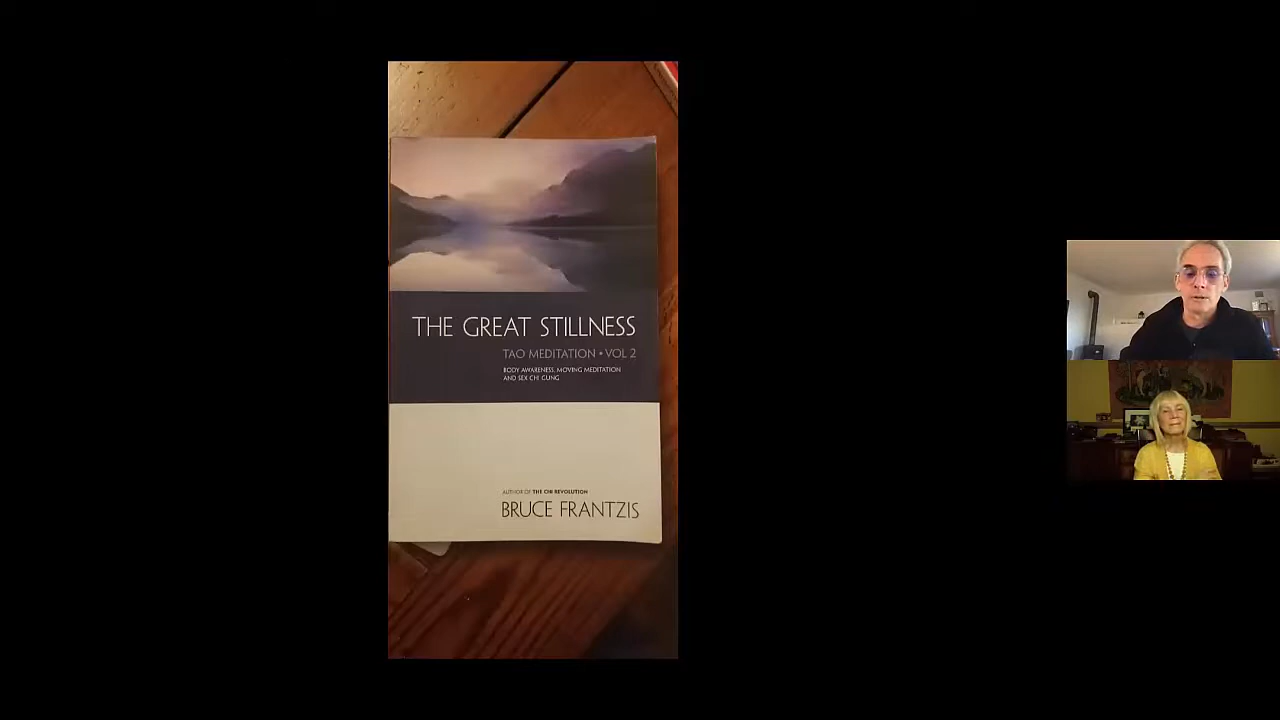 THE GREAT STILLNESS
TAO MEDITATION • VOL 2
BODY AWARENESS, MOVING MEDITATION
AND SEX CHI GUNG
AUTHOR OF THE CHI REVOLUTION
BRUCE FRANTZIS